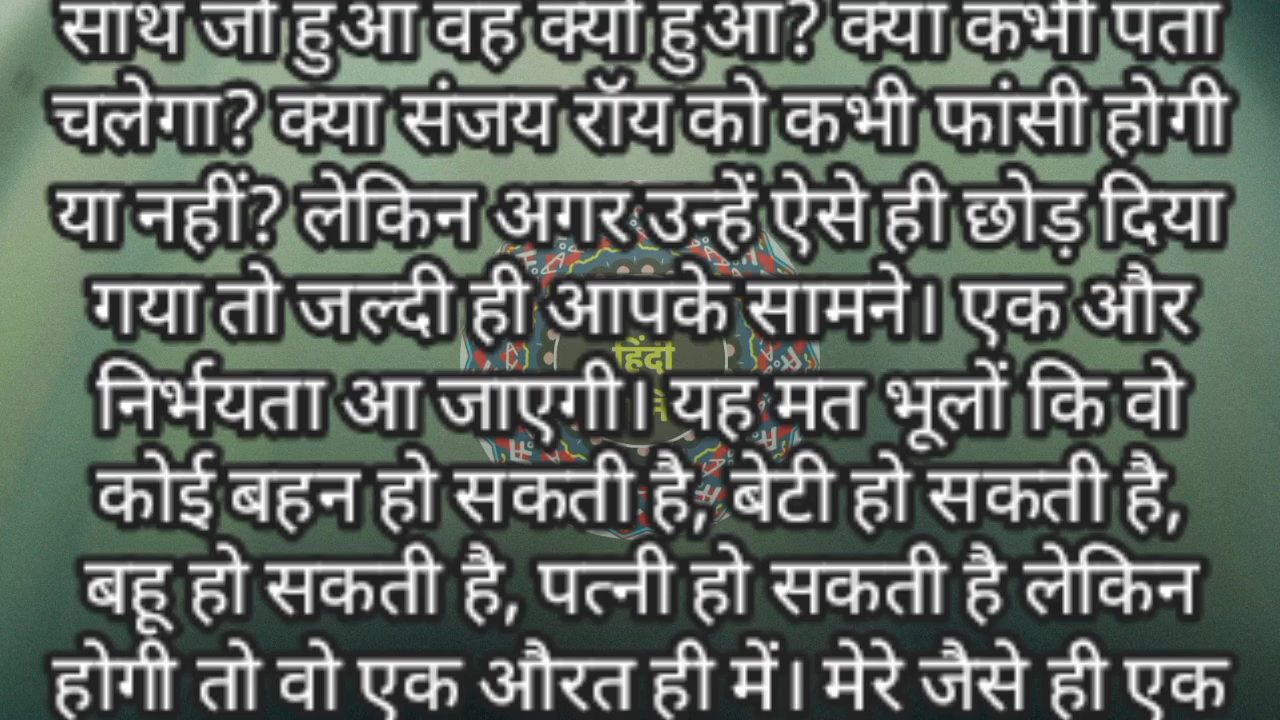 साथ जो हुआ वह क्यों हुआ? क्या कभी पता
चलेगा? क्या संजय रॉय को कभी फांसी होगी
या नहीं? लेकिन अगर उन्हें ऐसे ही छोड़ दिया
गया तो जल्दी ही आपके सामने। एक और
हिंदी
निर्भयता आ जाएगी। यह मत भूलों कि वो
में
कोई बहन हो सकती है, बेटी हो सकती है,
बहू हो सकती है, पत्नी हो सकती है लेकिन
होगी तो वो एक औरत ही में। मेरे जैसे ही एक